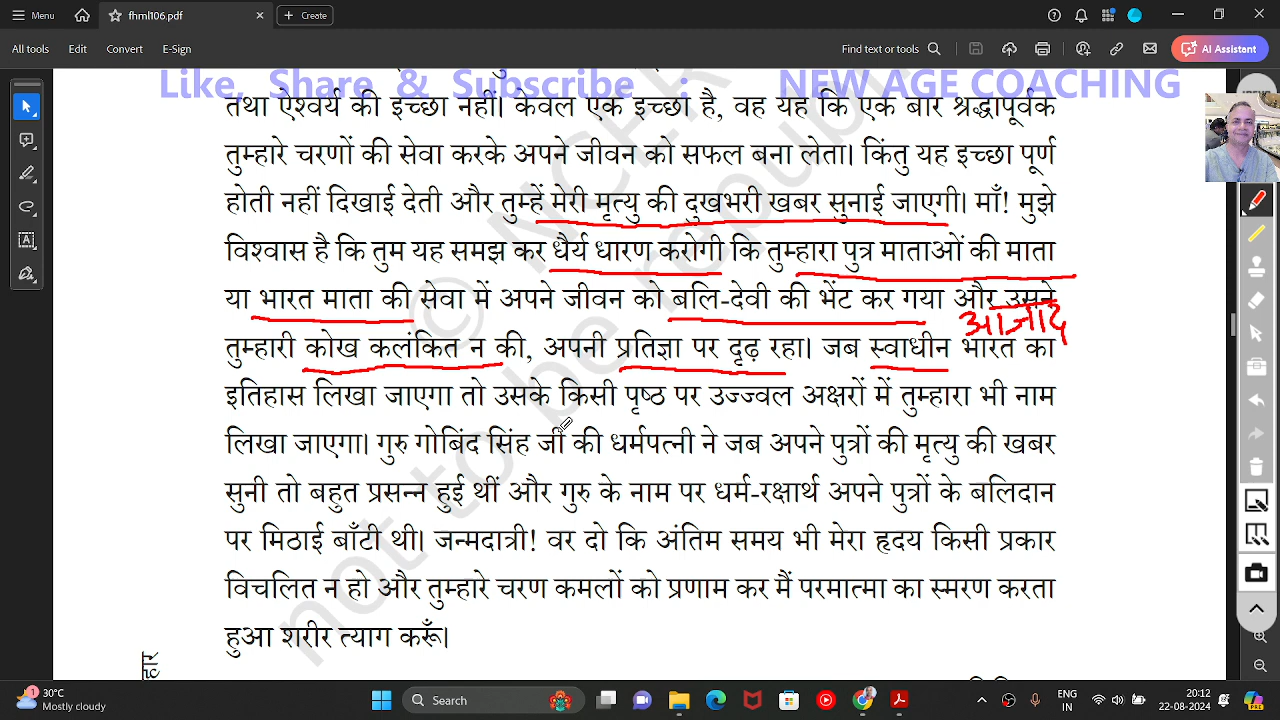 Menu
fhml106.pdf
Create
All tools Edit Convert E-Sign
Find text or tools
AI Assistant
Like, Share & Subscribe : NEW AGE COACHING
तथा ऐश्वर्य की इच्छा नहीं। केवल एक इच्छा है, वह यह कि एक बार श्रद्धापूर्वक
तुम्हारे चरणों की सेवा करके अपने जीवन को सफल बना लेता। किंतु यह इच्छा पूर्ण
होती नहीं दिखाई देती और तुम्हें मेरी मृत्यु की दुखभरी खबर सुनाई जाएगी। माँ! मुझे
विश्वास है कि तुम यह समझ कर धैर्य धारण करोगी कि तुम्हारा पुत्र माताओं की माता
या भारत माता की सेवा में अपने जीवन को बलि-देवी की भेंट कर गया और उसने
आजाद
तुम्हारी कोख कलंकित न की, अपनी प्रतिज्ञा पर दृढ़ रहा। जब स्वाधीन भारत का
इतिहास लिखा जाएगा तो उसके किसी पृष्ठ पर उज्ज्वल अक्षरों में तुम्हारा भी नाम
लिखा जाएगा। गुरु गोबिंद सिंह जी की धर्मपत्नी ने जब अपने पुत्रों की मृत्यु की खबर
सुनी तो बहुत प्रसन्न हुई थीं और गुरु के नाम पर धर्म-रक्षार्थ अपने पुत्रों के बलिदान
पर मिठाई बाँटी थी। जन्मदात्री! वर दो कि अंतिम समय भी मेरा हृदय किसी प्रकार
विचलित न हो और तुम्हारे चरण कमलों को प्रणाम कर मैं परमात्मा का स्मरण करता
हुआ शरीर त्याग करूँ।
not to be republ
30°C
Mostly cloudy
Search
ENG
IN
20:12
22-08-2024